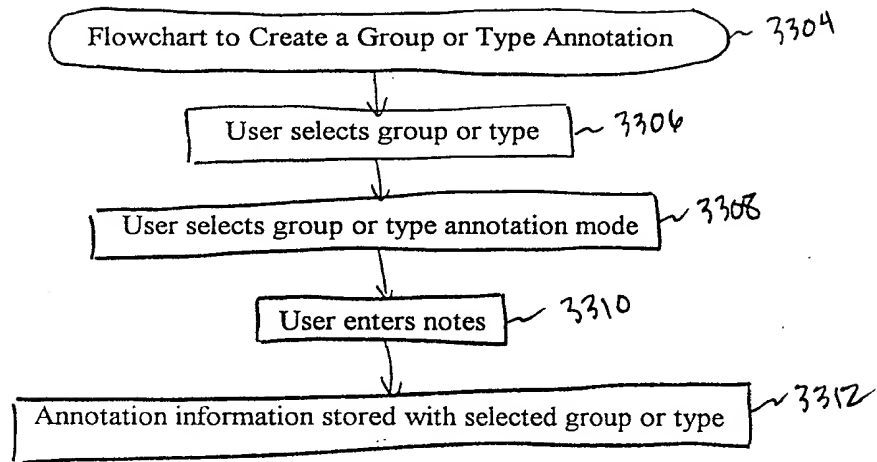 Flowchart to Create a Group or Type Annotation 3304
User selects group or type 3306
User selects group or type annotation mode 3308
User enters notes 3310
Annotation information stored with selected group or type 3312